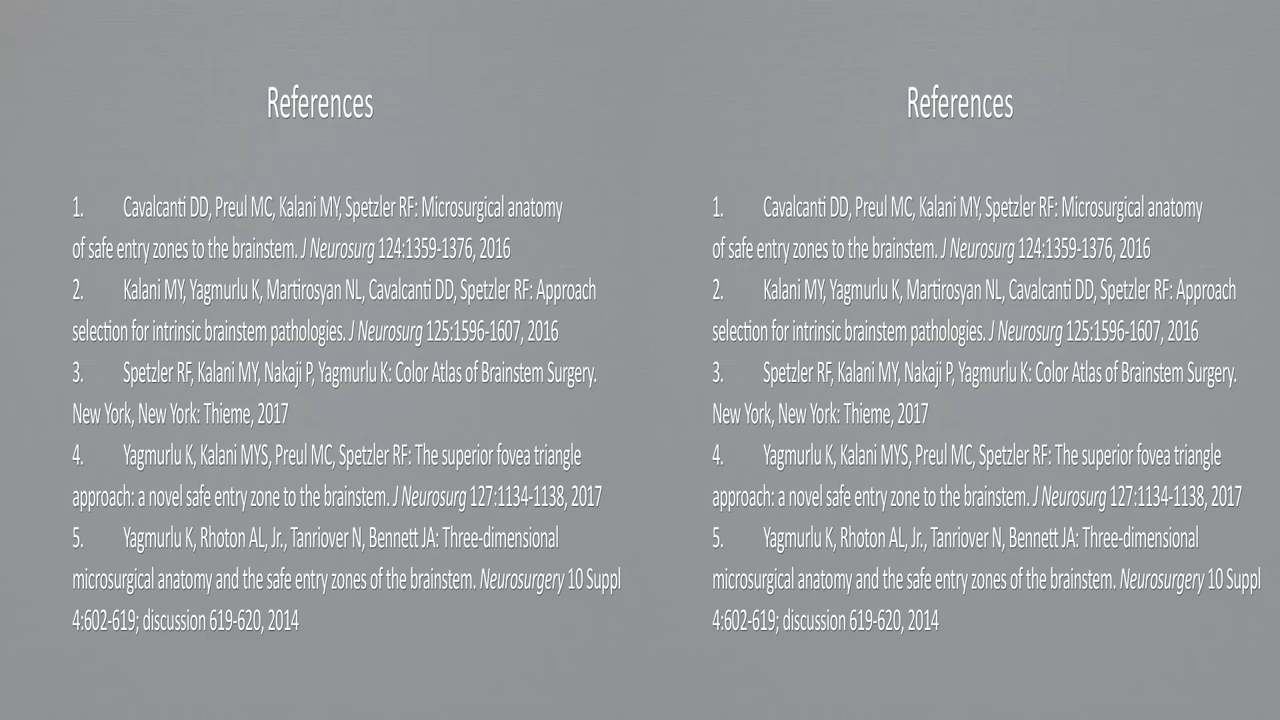 References
1. Cavalcanti DD, Preul MC, Kalani MY, Spetzler RF: Microsurgical anatomy
of safe entry zones to the brainstem. J Neurosurg 124:1359-1376, 2016
2. Kalani MY, Yagmurlu K, Martirosyan NL, Cavalcanti DD, Spetzler RF: Approach
selection for intrinsic brainstem pathologies. J Neurosurg 125:1596-1607, 2016
3. Spetzler RF, Kalani MY, Nakaji P, Yagmurlu K: Color Atlas of Brainstem Surgery.
New York, New York: Thieme, 2017
4. Yagmurlu K, Kalani MYS, Preul MC, Spetzler RF: The superior fovea triangle
approach: a novel safe entry zone to the brainstem. J Neurosurg 127:1134-1138, 2017
5. Yagmurlu K, Rhoton AL, Jr., Tanriover N, Bennett JA: Three-dimensional
microsurgical anatomy and the safe entry zones of the brainstem. Neurosurgery 10 Suppl
4:602-619; discussion 619-620, 2014
References
1. Cavalcanti DD, Preul MC, Kalani MY, Spetzler RF: Microsurgical anatomy
of safe entry zones to the brainstem. J Neurosurg 124:1359-1376, 2016
2. Kalani MY, Yagmurlu K, Martirosyan NL, Cavalcanti DD, Spetzler RF: Approach
selection for intrinsic brainstem pathologies. J Neurosurg 125:1596-1607, 2016
3. Spetzler RF, Kalani MY, Nakaji P, Yagmurlu K: Color Atlas of Brainstem Surgery.
New York, New York: Thieme, 2017
4. Yagmurlu K, Kalani MYS, Preul MC, Spetzler RF: The superior fovea triangle
approach: a novel safe entry zone to the brainstem. J Neurosurg 127:1134-1138, 2017
5. Yagmurlu K, Rhoton AL, Jr., Tanriover N, Bennett JA: Three-dimensional
microsurgical anatomy and the safe entry zones of the brainstem. Neurosurgery 10 Suppl
4:602-619; discussion 619-620, 2014